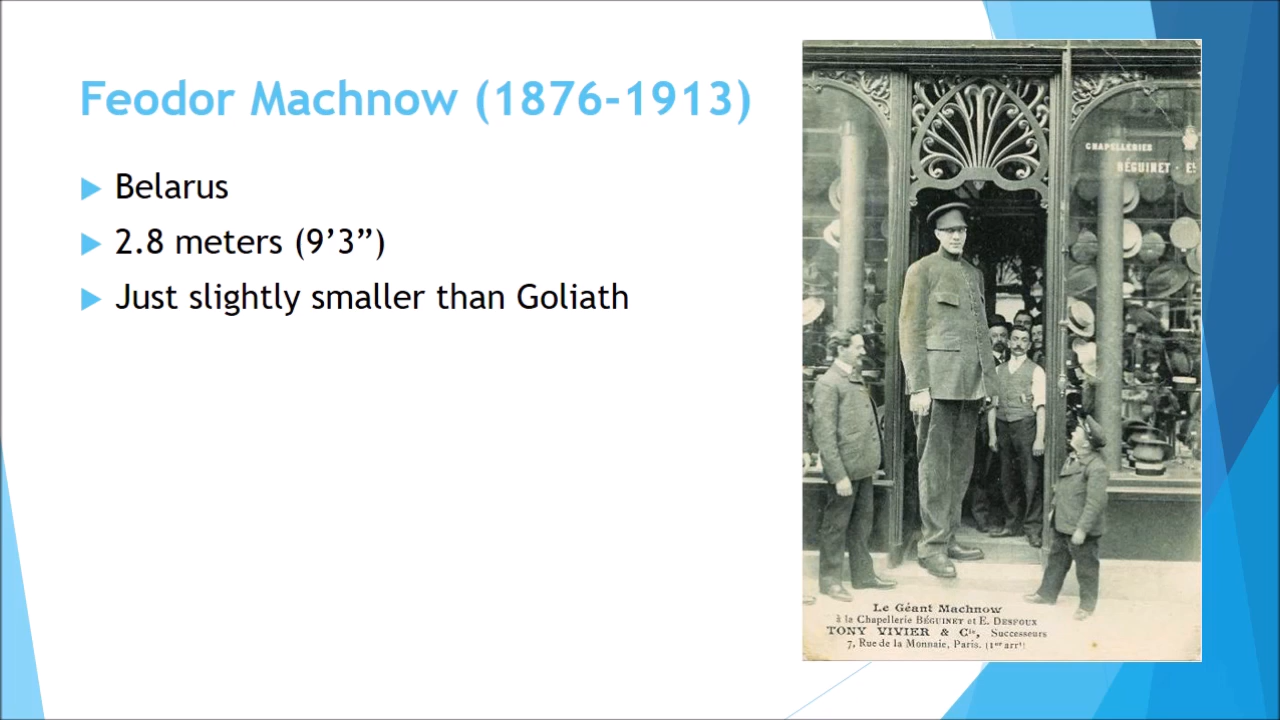 Feodor Machnow (1876-1913)
Belarus
2.8 meters (9’3”)
Just slightly smaller than Goliath
CHAPELLERIES
BÉGUINET · Et
Le Géant Machnow
à la Chapellerie BÉGUINET et E. DESFOUX
TONY VIVIER & Cie, Successeurs
7, Rue de la Monnaie, Paris. (1er arrt)